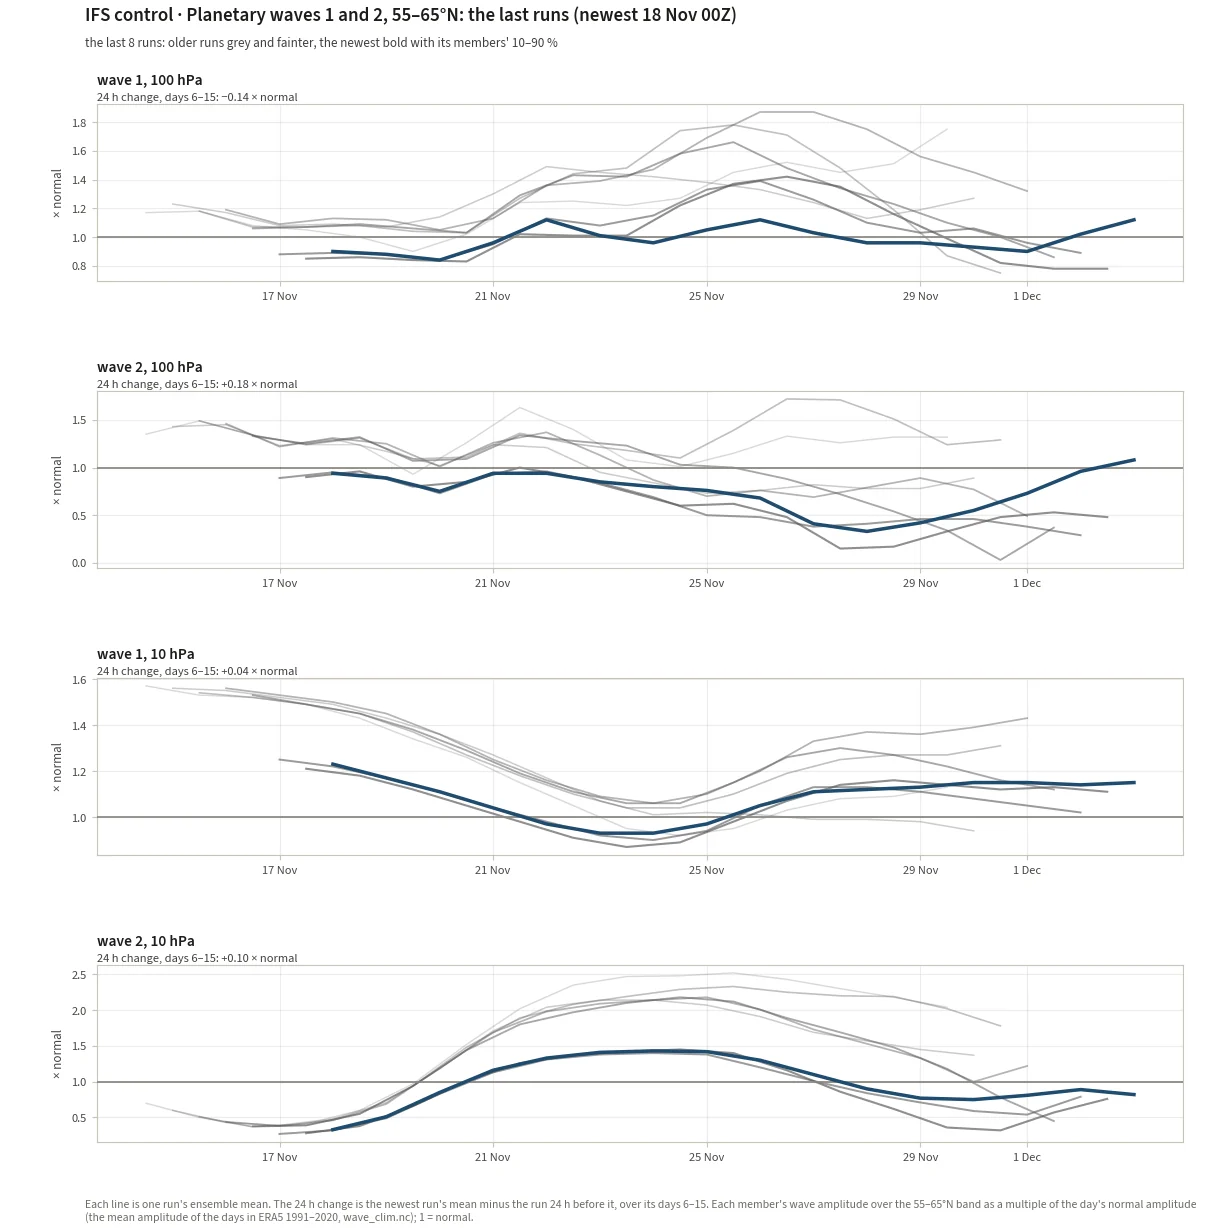 IFS control · Planetary waves 1 and 2, 55–65°N: the last runs (newest 18 Nov 00Z)
the last 8 runs: older runs grey and fainter, the newest bold with its members' 10–90 %
wave 1, 100 hPa
24 h change, days 6–15: −0.14 × normal
1.8
1.6
1.4
1.2
1.0
0.8
× normal
17 Nov
21 Nov
25 Nov
29 Nov
1 Dec
wave 2, 100 hPa
24 h change, days 6–15: +0.18 × normal
1.5
1.0
0.5
0.0
× normal
17 Nov
21 Nov
25 Nov
29 Nov
1 Dec
wave 1, 10 hPa
24 h change, days 6–15: +0.04 × normal
1.6
1.4
1.2
1.0
× normal
17 Nov
21 Nov
25 Nov
29 Nov
1 Dec
wave 2, 10 hPa
24 h change, days 6–15: +0.10 × normal
2.5
2.0
1.5
1.0
0.5
× normal
17 Nov
21 Nov
25 Nov
29 Nov
1 Dec
Each line is one run's ensemble mean. The 24 h change is the newest run's mean minus the run 24 h before it, over its days 6–15. Each member's wave amplitude over the 55–65°N band as a multiple of the day's normal amplitude
(the mean amplitude of the days in ERA5 1991–2020, wave_clim.nc); 1 = normal.